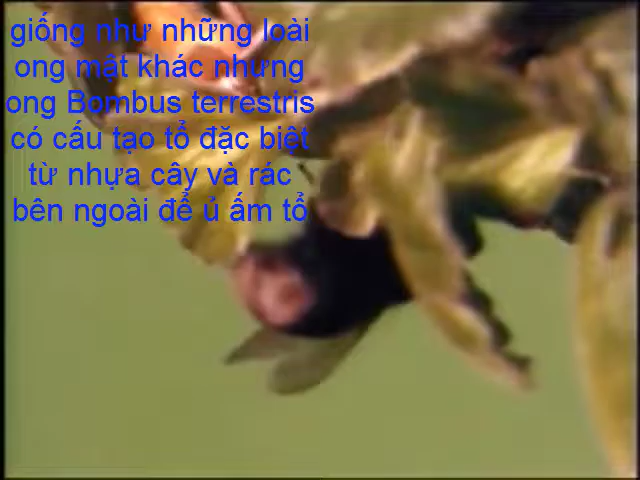 giống như những loài
ong mật khác nhưng
ong Bombus terrestris
có cấu tạo tổ đặc biệt
từ nhựa cây và rác
bên ngoài để ủ ấm tổ